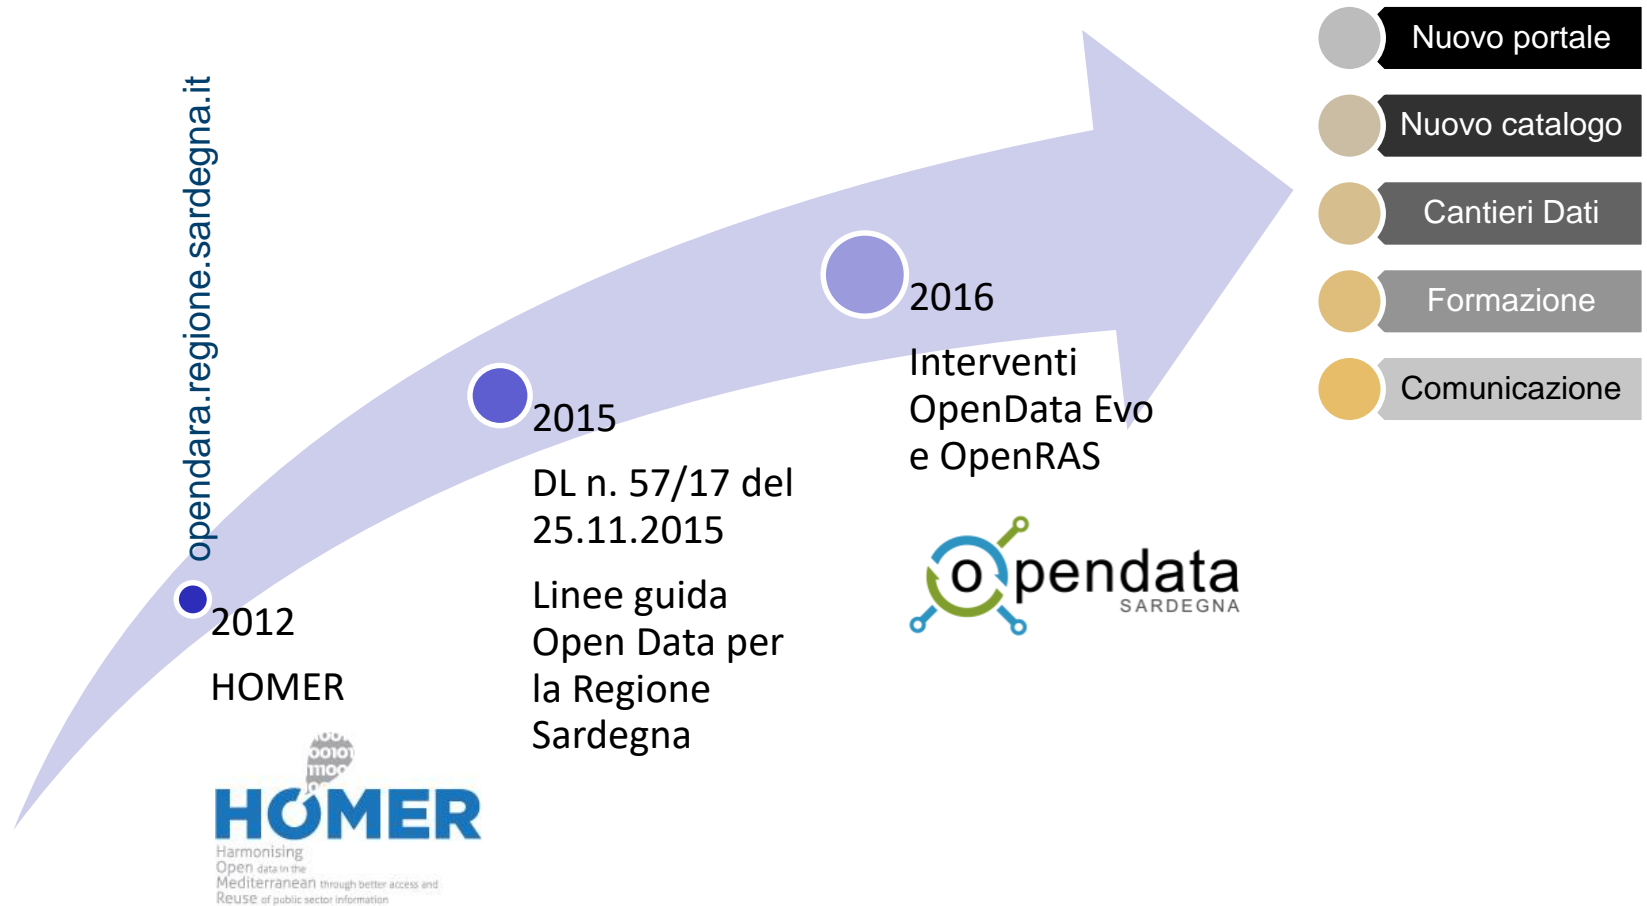 opendara.regione.sardegna.it
2012
HOMER
HOMER
Harmonising
Open data in the
Mediterranean through better access and
Reuse of public sector information
2015
DL n. 57/17 del
25.11.2015
Linee guida
Open Data per
la Regione
Sardegna
2016
Interventi
OpenData Evo
e OpenRAS
opendata
SARDEGNA
Nuovo portale
Nuovo catalogo
Cantieri Dati
Formazione
Comunicazione